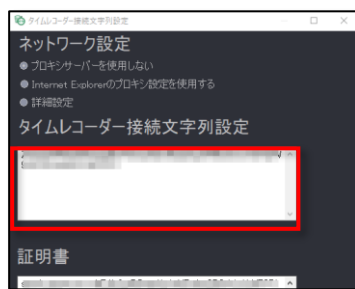 タイムレコーダー接続文字列設定
ネットワーク設定
プロキシサーバーを使用しない
Internet Explorerのプロキシ設定を使用する
詳細設定
タイムレコーダー接続文字列設定
証明書